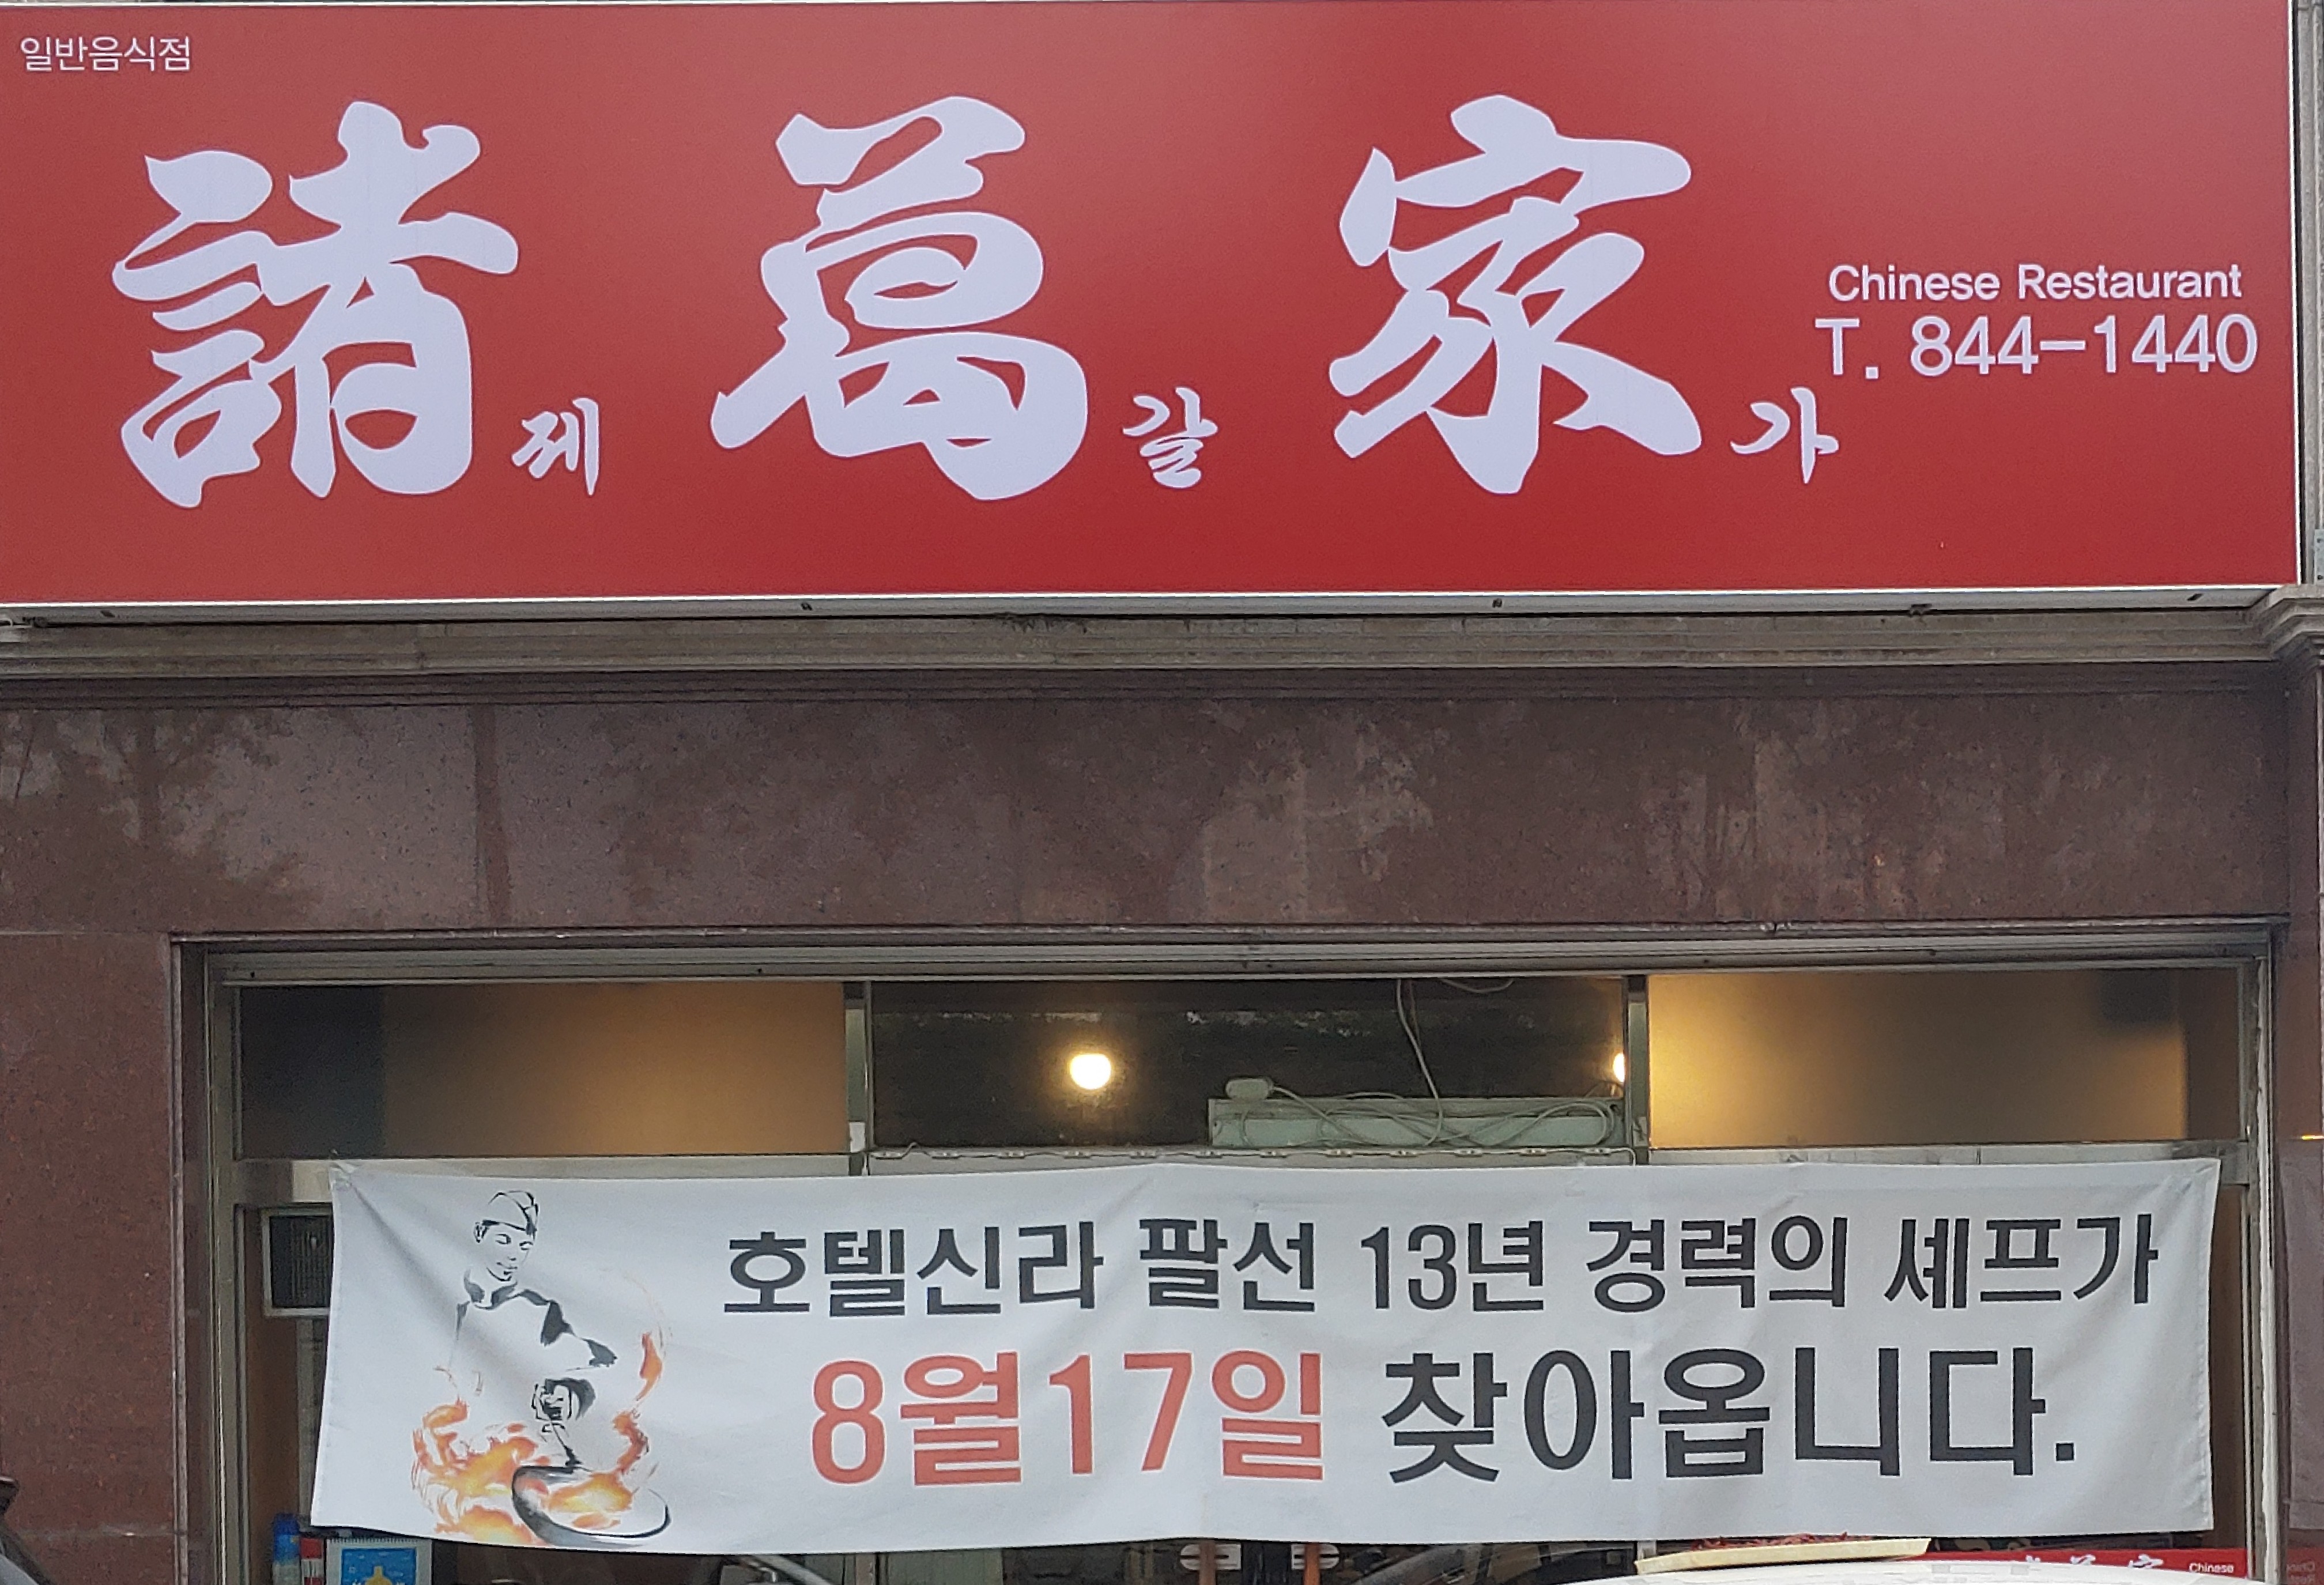 일반음식점
諸제 葛갈 家가
Chinese Restaurant
T. 844-1440
호텔신라 팔선 13년 경력의 셰프가
8월17일 찾아옵니다.
Chinese